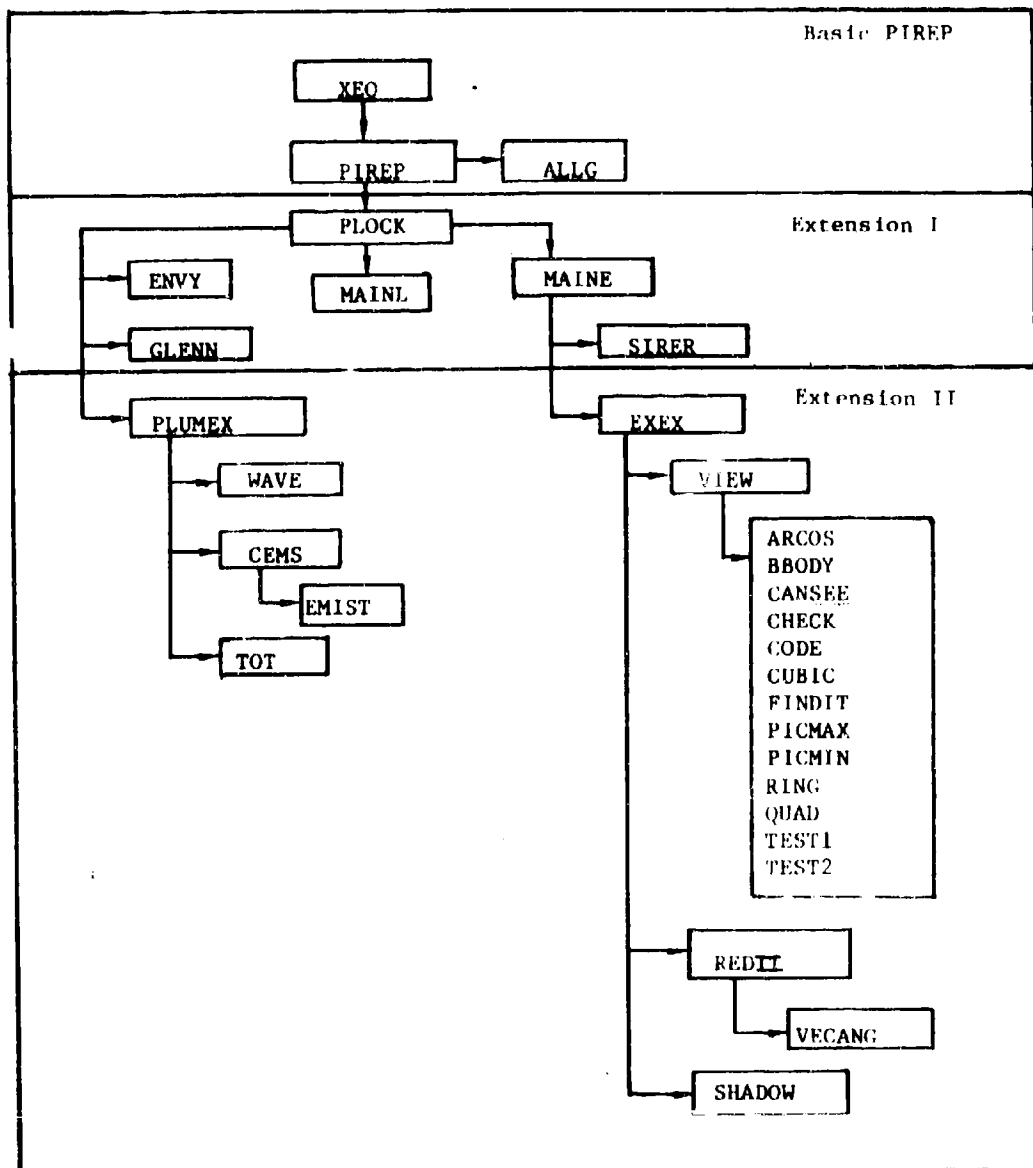 Basic PIREP
XEQ
PIREP
ALLG
PLOCK
Extension I
ENVY
MAINL
MAINE
GLENN
SIRER
Extension II
PLUMEX
EXEX
WAVE
VIEW
CEMS
EMIST
TOT
ARCOS
BBODY
CANSEE
CHECK
CODE
CUBIC
FINDIT
PICMAX
PICMIN
RING
QUAD
TEST1
TEST2
REDII
VECANG
SHADOW